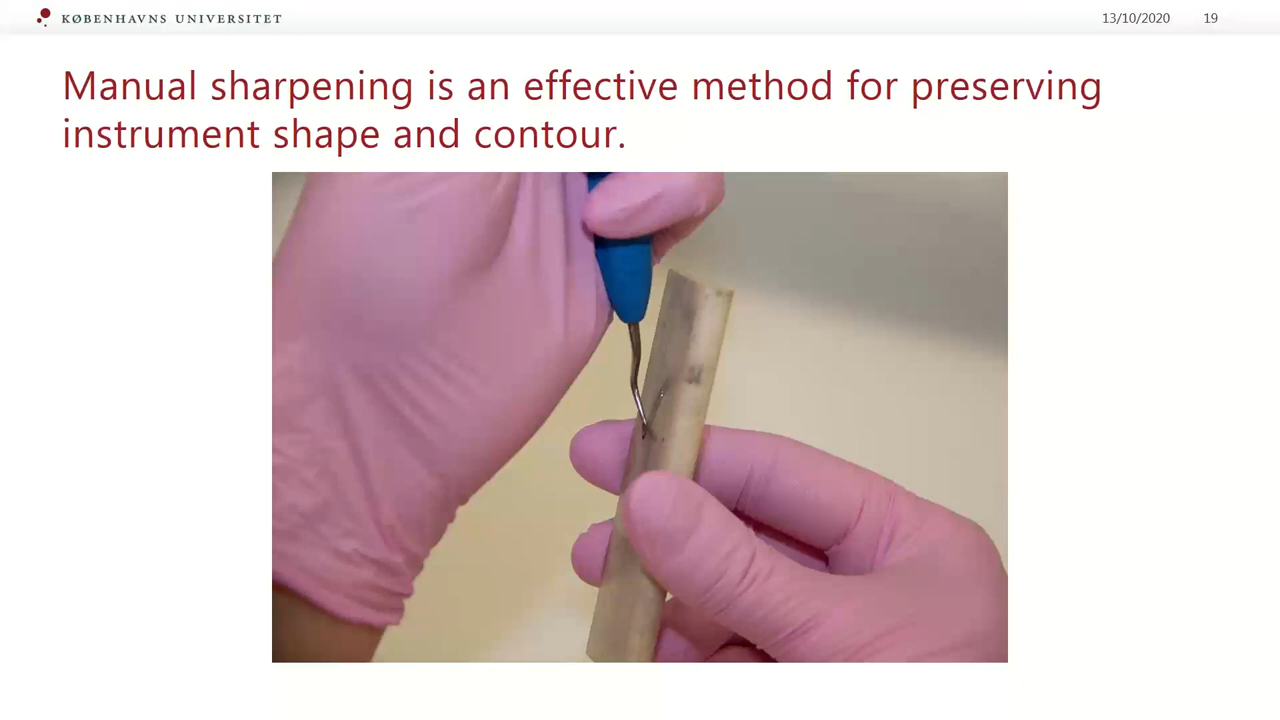 KØBENHAVNS UNIVERSITET
13/10/2020 19
Manual sharpening is an effective method for preserving
instrument shape and contour.